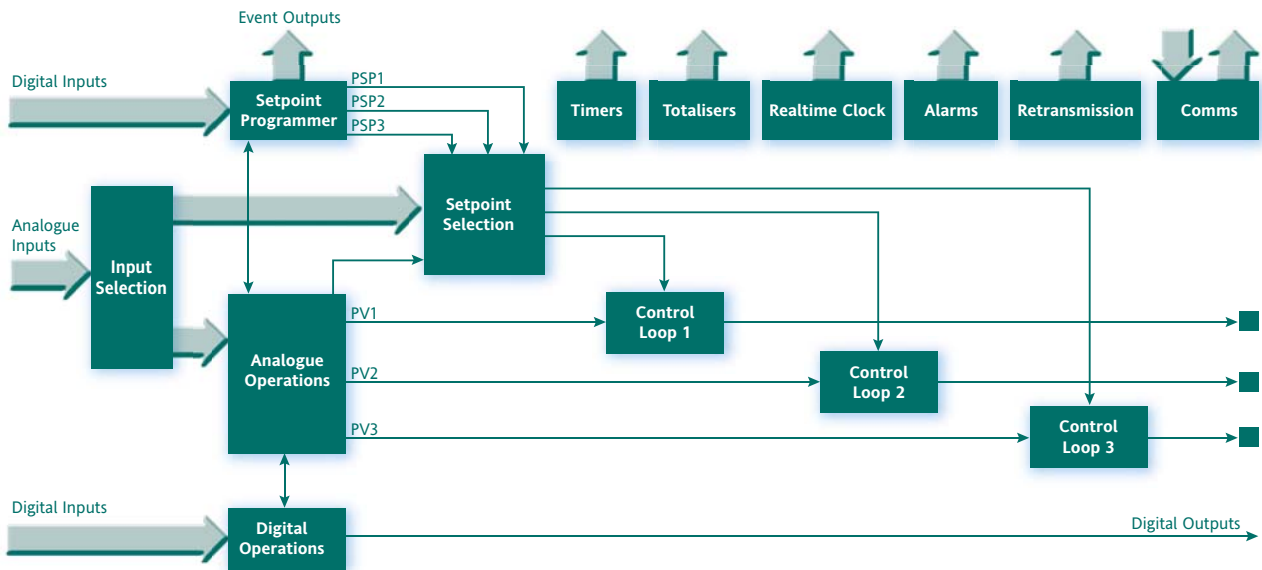 Event Outputs
Digital Inputs
Setpoint
Programmer
PSP1
PSP2
PSP3
Timers
Totalisers
Realtime Clock
Alarms
Retransmission
Comms
Analogue
Inputs
Input
Selection
Setpoint
Selection
Analogue
Operations
PV1
PV2
PV3
Control
Loop 1
Control
Loop 2
Control
Loop 3
Digital Inputs
Digital
Operations
Digital Outputs